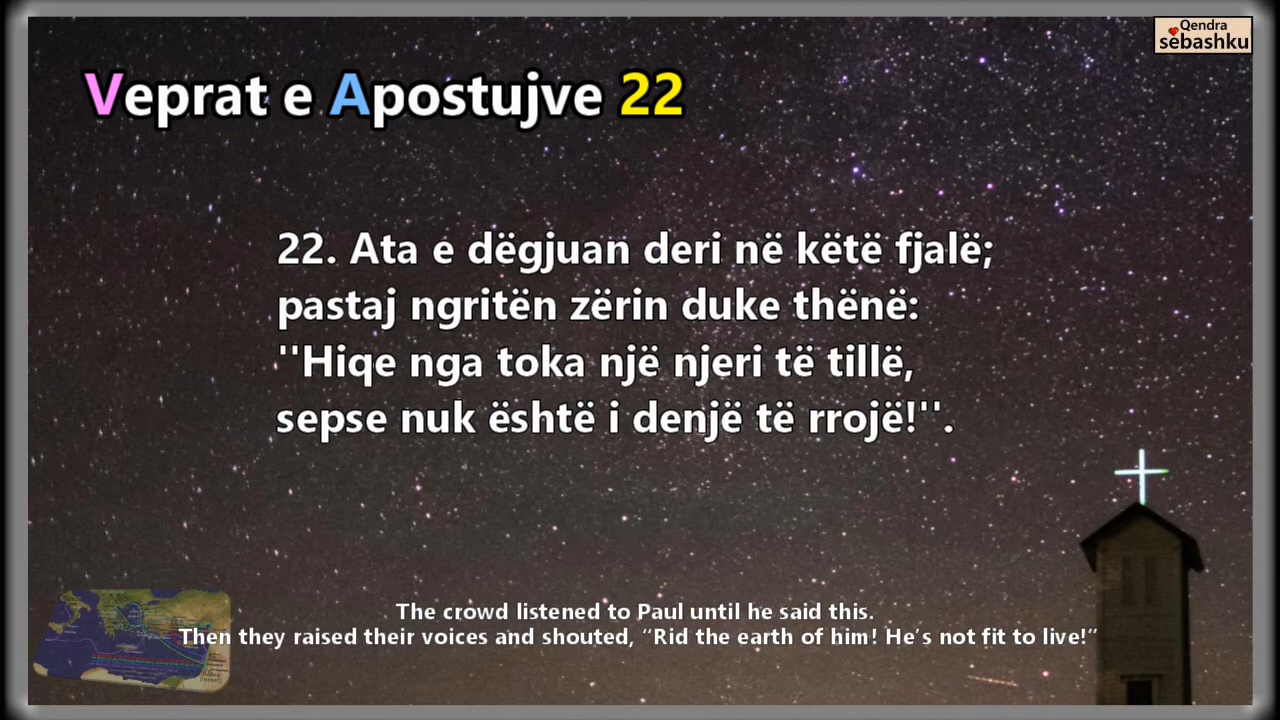 Qendra
sëbashku
Veprat e Apostujve 22
22. Ata e dëgjuan deri në këtë fjalë;
pastaj ngritën zërin duke thënë:
''Hiqe nga toka një njeri të tillë,
sepse nuk është i denjë të rrojë!''.
The crowd listened to Paul until he said this.
Then they raised their voices and shouted, “Rid the earth of him! He's not fit to live!”